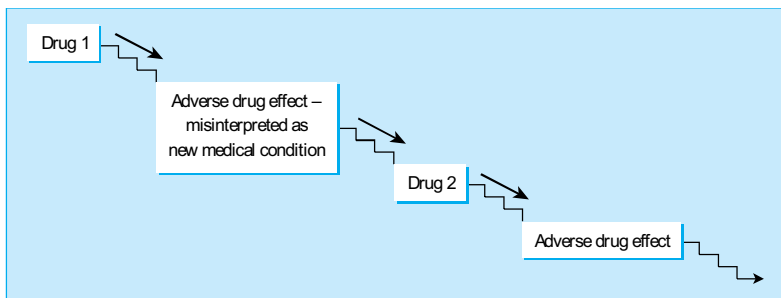 Drug 1
Adverse drug effect –
misinterpreted as
new medical condition
Drug 2
Adverse drug effect